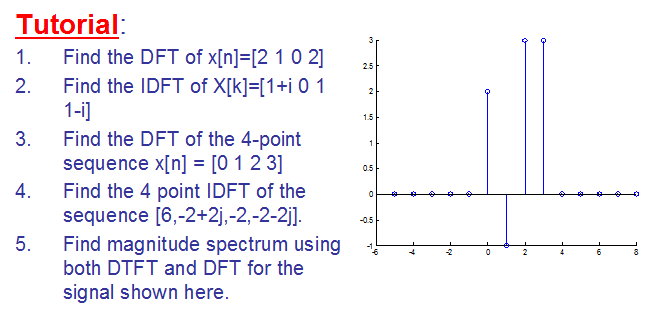 Tutorial:
1. Find the DFT of x[n]=[2 1 0 2]
2. Find the IDFT of X[k]=[1+i 0 1
1-i]
3. Find the DFT of the 4-point
sequence x[n] = [0 1 2 3]
4. Find the 4 point IDFT of the
sequence [6,-2+2j,-2,-2-2j].
5. Find magnitude spectrum using
both DTFT and DFT for the
signal shown here.
3
2.5
2
1.5
1
0.5
0
-0.5
-1
-6 -4 -2 0 2 4 6 8